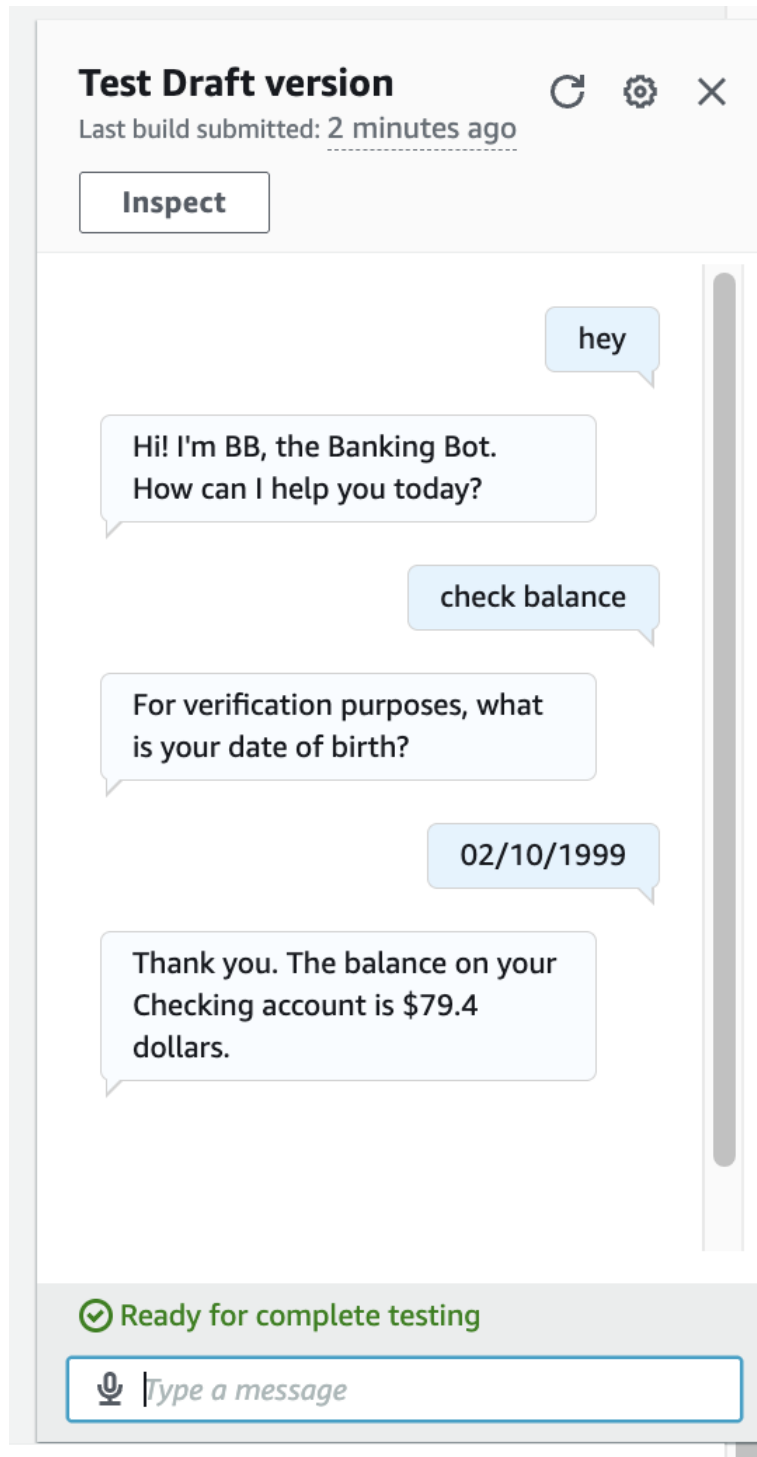 Test Draft version
Last build submitted: 2 minutes ago
Inspect
hey
Hi! I'm BB, the Banking Bot.
How can I help you today?
check balance
For verification purposes, what
is your date of birth?
02/10/1999
Thank you. The balance on your
Checking account is $79.4
dollars.
Ready for complete testing
Type a message